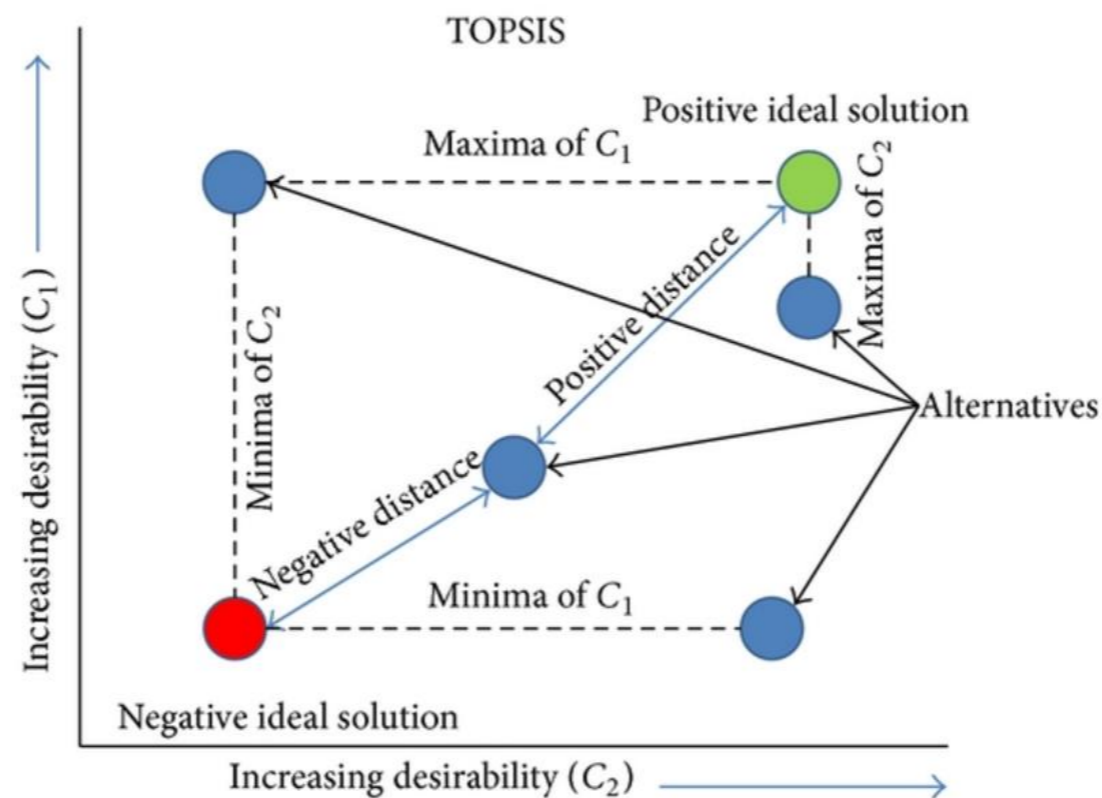 TOPSIS
Positive ideal solution
Maxima of C₁
Maxima of C₂
Positive distance
Increasing desirability (C₁)
Minima of C₂
Alternatives
Negative distance
Minima of C₁
Negative ideal solution
Increasing desirability (C₂)